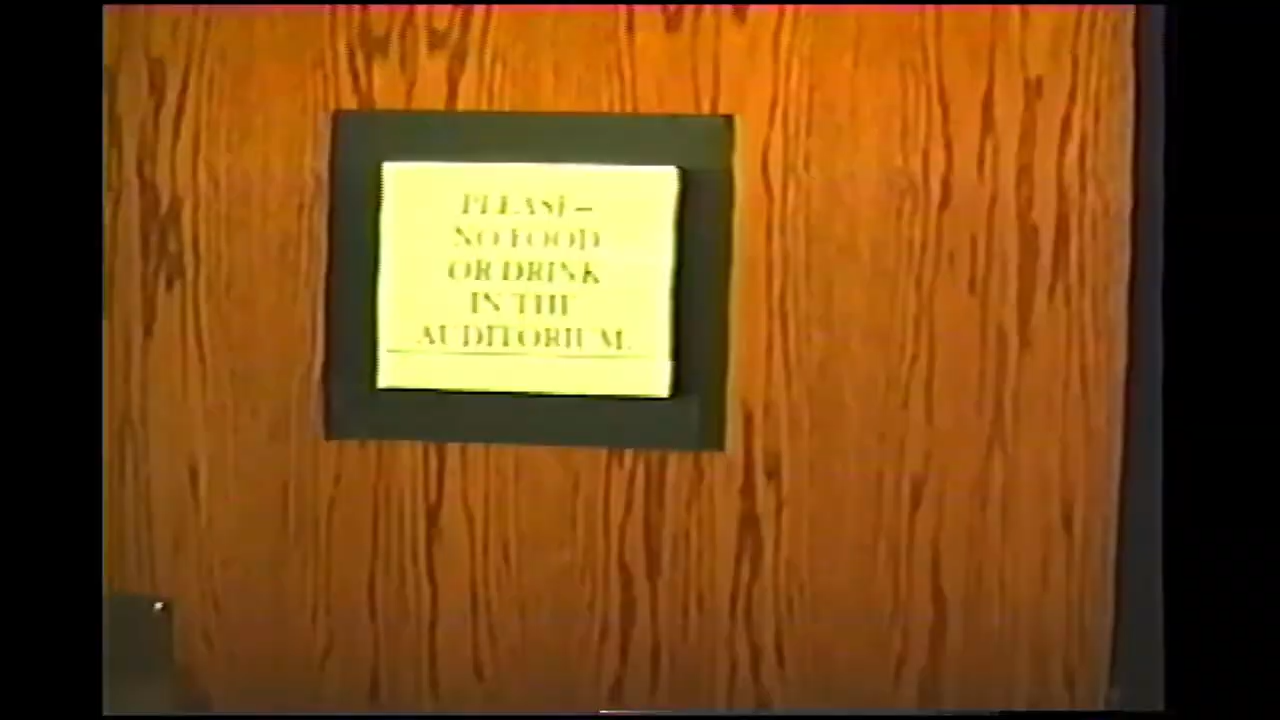 PLEASE—
NO FOOD
OR DRINK
IN THE
AUDITORIUM.